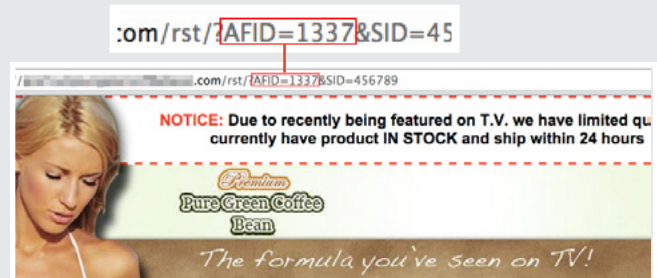 :om/rst/?AFID=1337&SID=45
.com/rst/?AFID=1337&SID=456789
NOTICE: Due to recently being featured on T.V. we have limited qu
currently have product IN STOCK and ship within 24 hours
Premium
Pure Green Coffee
Bean
The formula you've seen on TV!